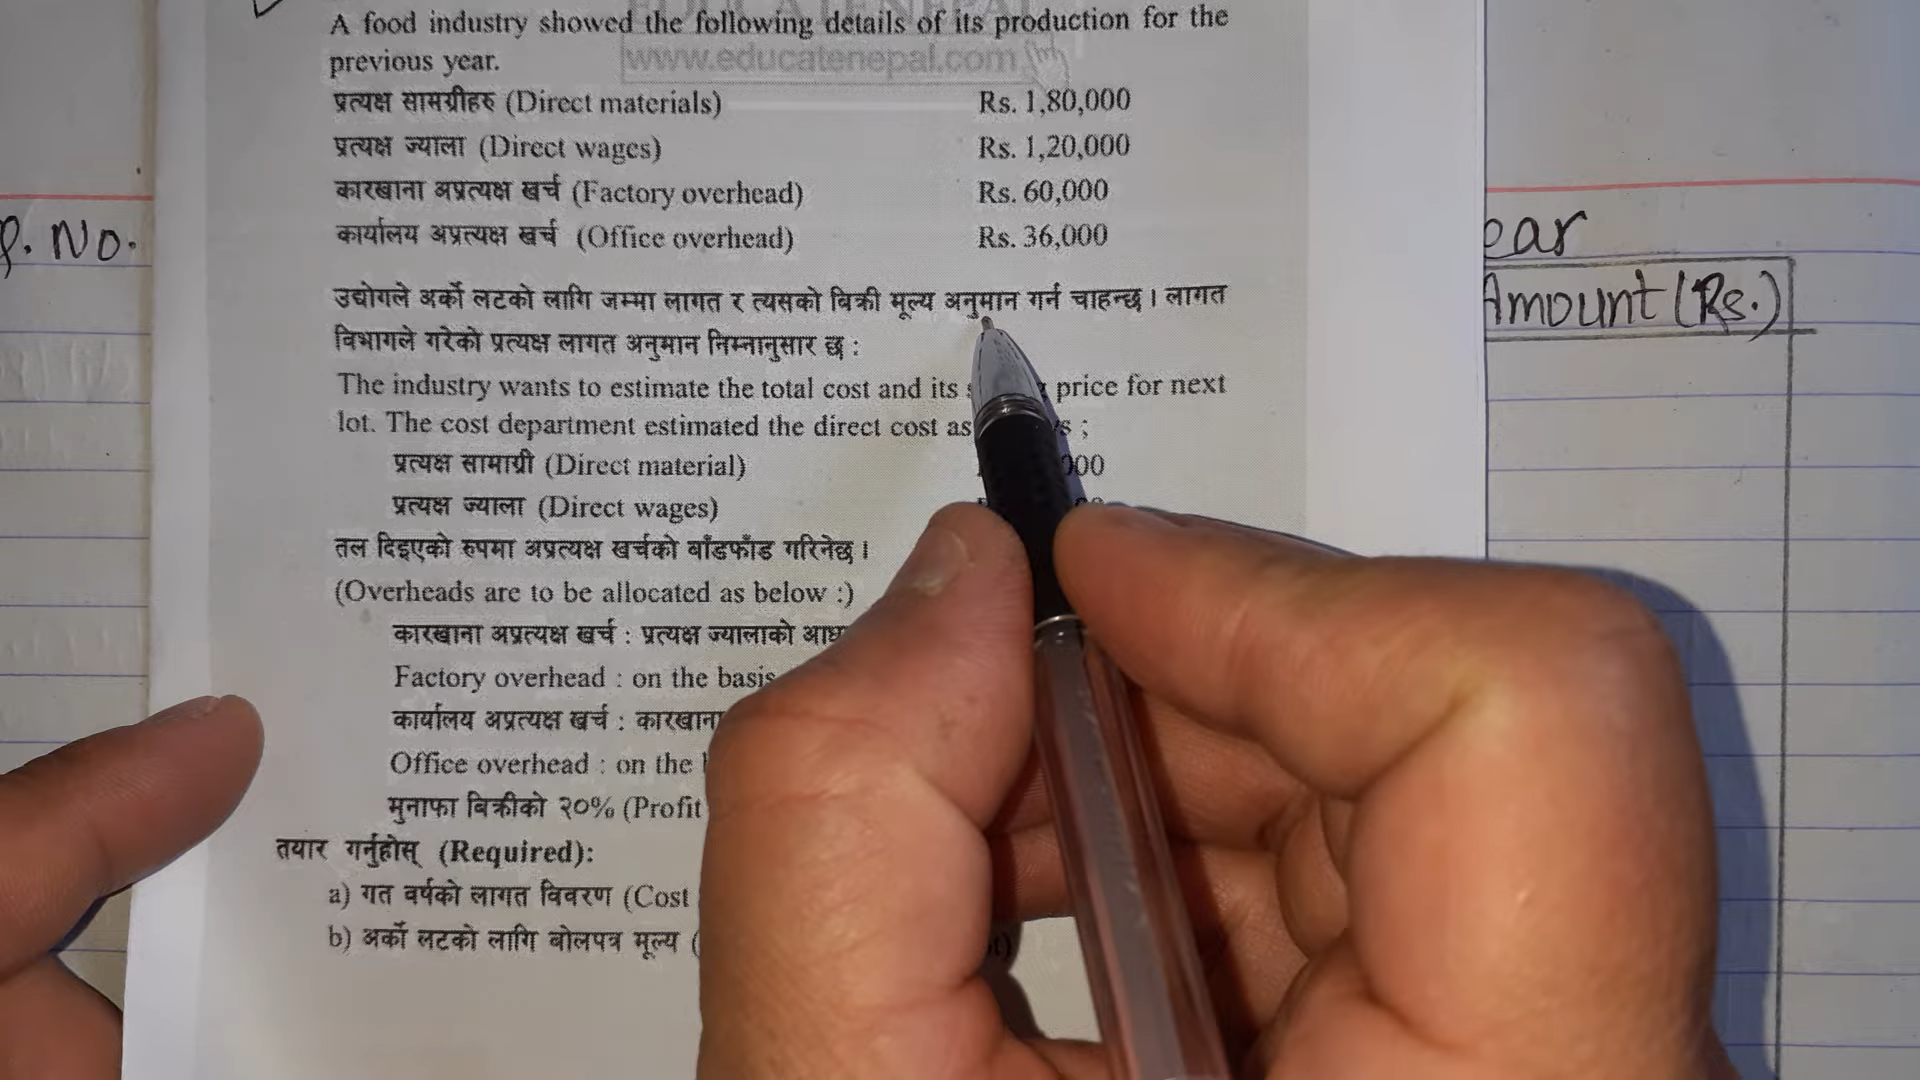 A food industry showed the following details of its production for the
www.educatenepal.com
previous year.
प्रत्यक्ष सामग्रीहरु (Direct materials) Rs. 1,80,000
प्रत्यक्ष ज्याला (Direct wages) Rs. 1,20,000
कारखाना अप्रत्यक्ष खर्च (Factory overhead) Rs. 60,000
कार्यालय अप्रत्यक्ष खर्च (Office overhead) Rs. 36,000
P. No.
ear
Amount (Rs.)
उद्योगले अर्को लटको लागि जम्मा लागत र त्यसको बिक्री मूल्य अनुमान गर्न चाहन्छ। लागत
विभागले गरेको प्रत्यक्ष लागत अनुमान निम्नानुसार छ :
The industry wants to estimate the total cost and its price for next
lot. The cost department estimated the direct cost as ;
प्रत्यक्ष सामाग्री (Direct material)
प्रत्यक्ष ज्याला (Direct wages)
तल दिइएको रुपमा अप्रत्यक्ष खर्चको बाँडफाँड गरिनेछ।
(Overheads are to be allocated as below :)
कारखाना अप्रत्यक्ष खर्च : प्रत्यक्ष ज्यालाको
Factory overhead : on the basis
कार्यालय अप्रत्यक्ष खर्च : कारखाना
Office overhead : on the
मुनाफा बिक्रीको २०% (Profit
तयार गर्नुहोस् (Required):
a) गत वर्षको लागत विवरण (Cost
b) अर्को लटको लागि बोलपत्र मूल्य (